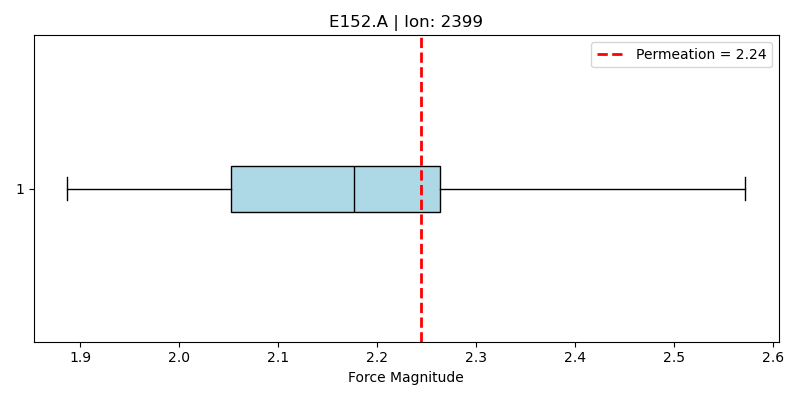 E152.A | Ion: 2399
Permeation = 2.24
1
1.9 2.0 2.1 2.2 2.3 2.4 2.5 2.6
Force Magnitude